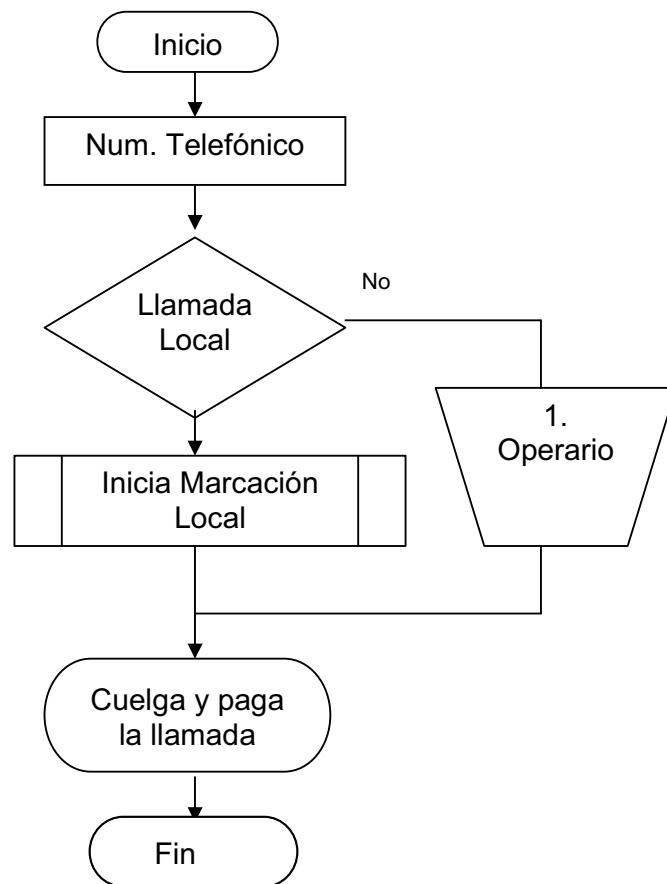 Inicio
Num. Telefónico
Llamada
Local
No
1.
Operario
Inicia Marcación
Local
Cuelga y paga
la llamada
Fin